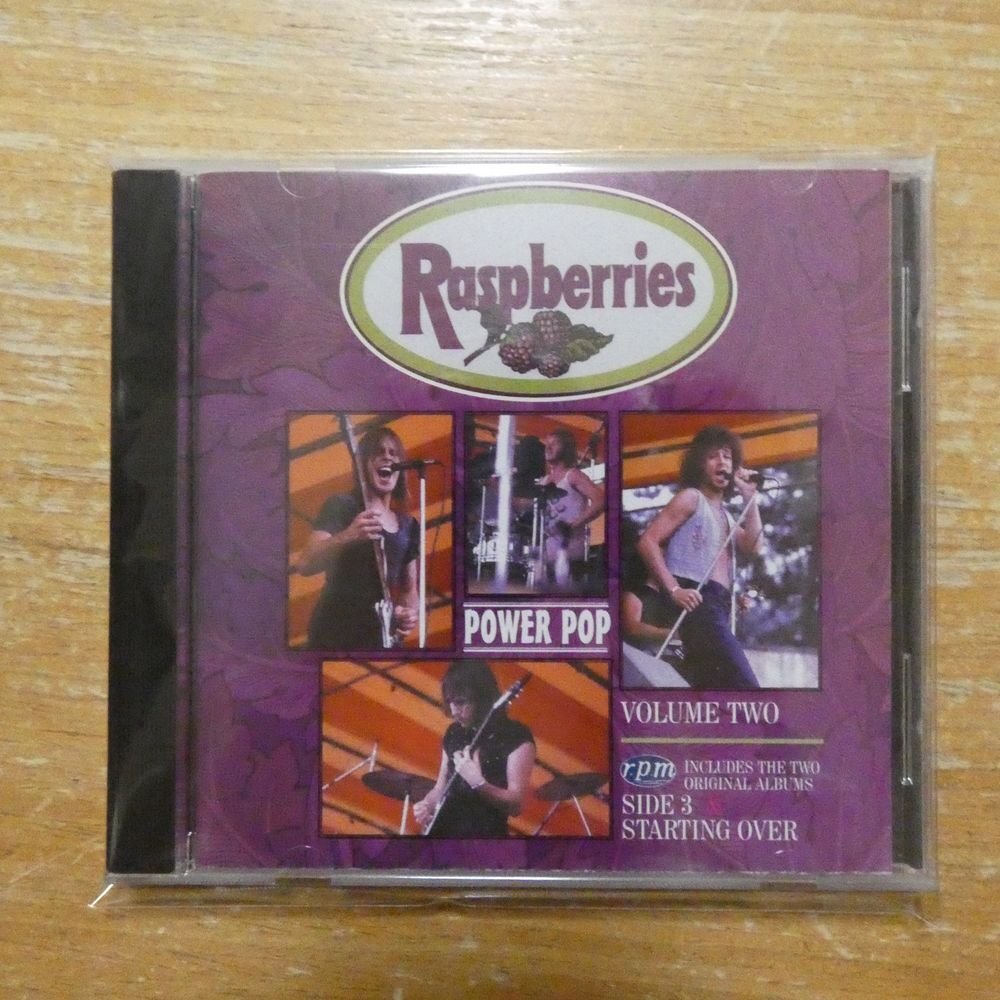 Raspberries
POWER POP
VOLUME TWO
rpm
INCLUDES THE TWO
ORIGINAL ALBUMS
SIDE 3 &
STARTING OVER